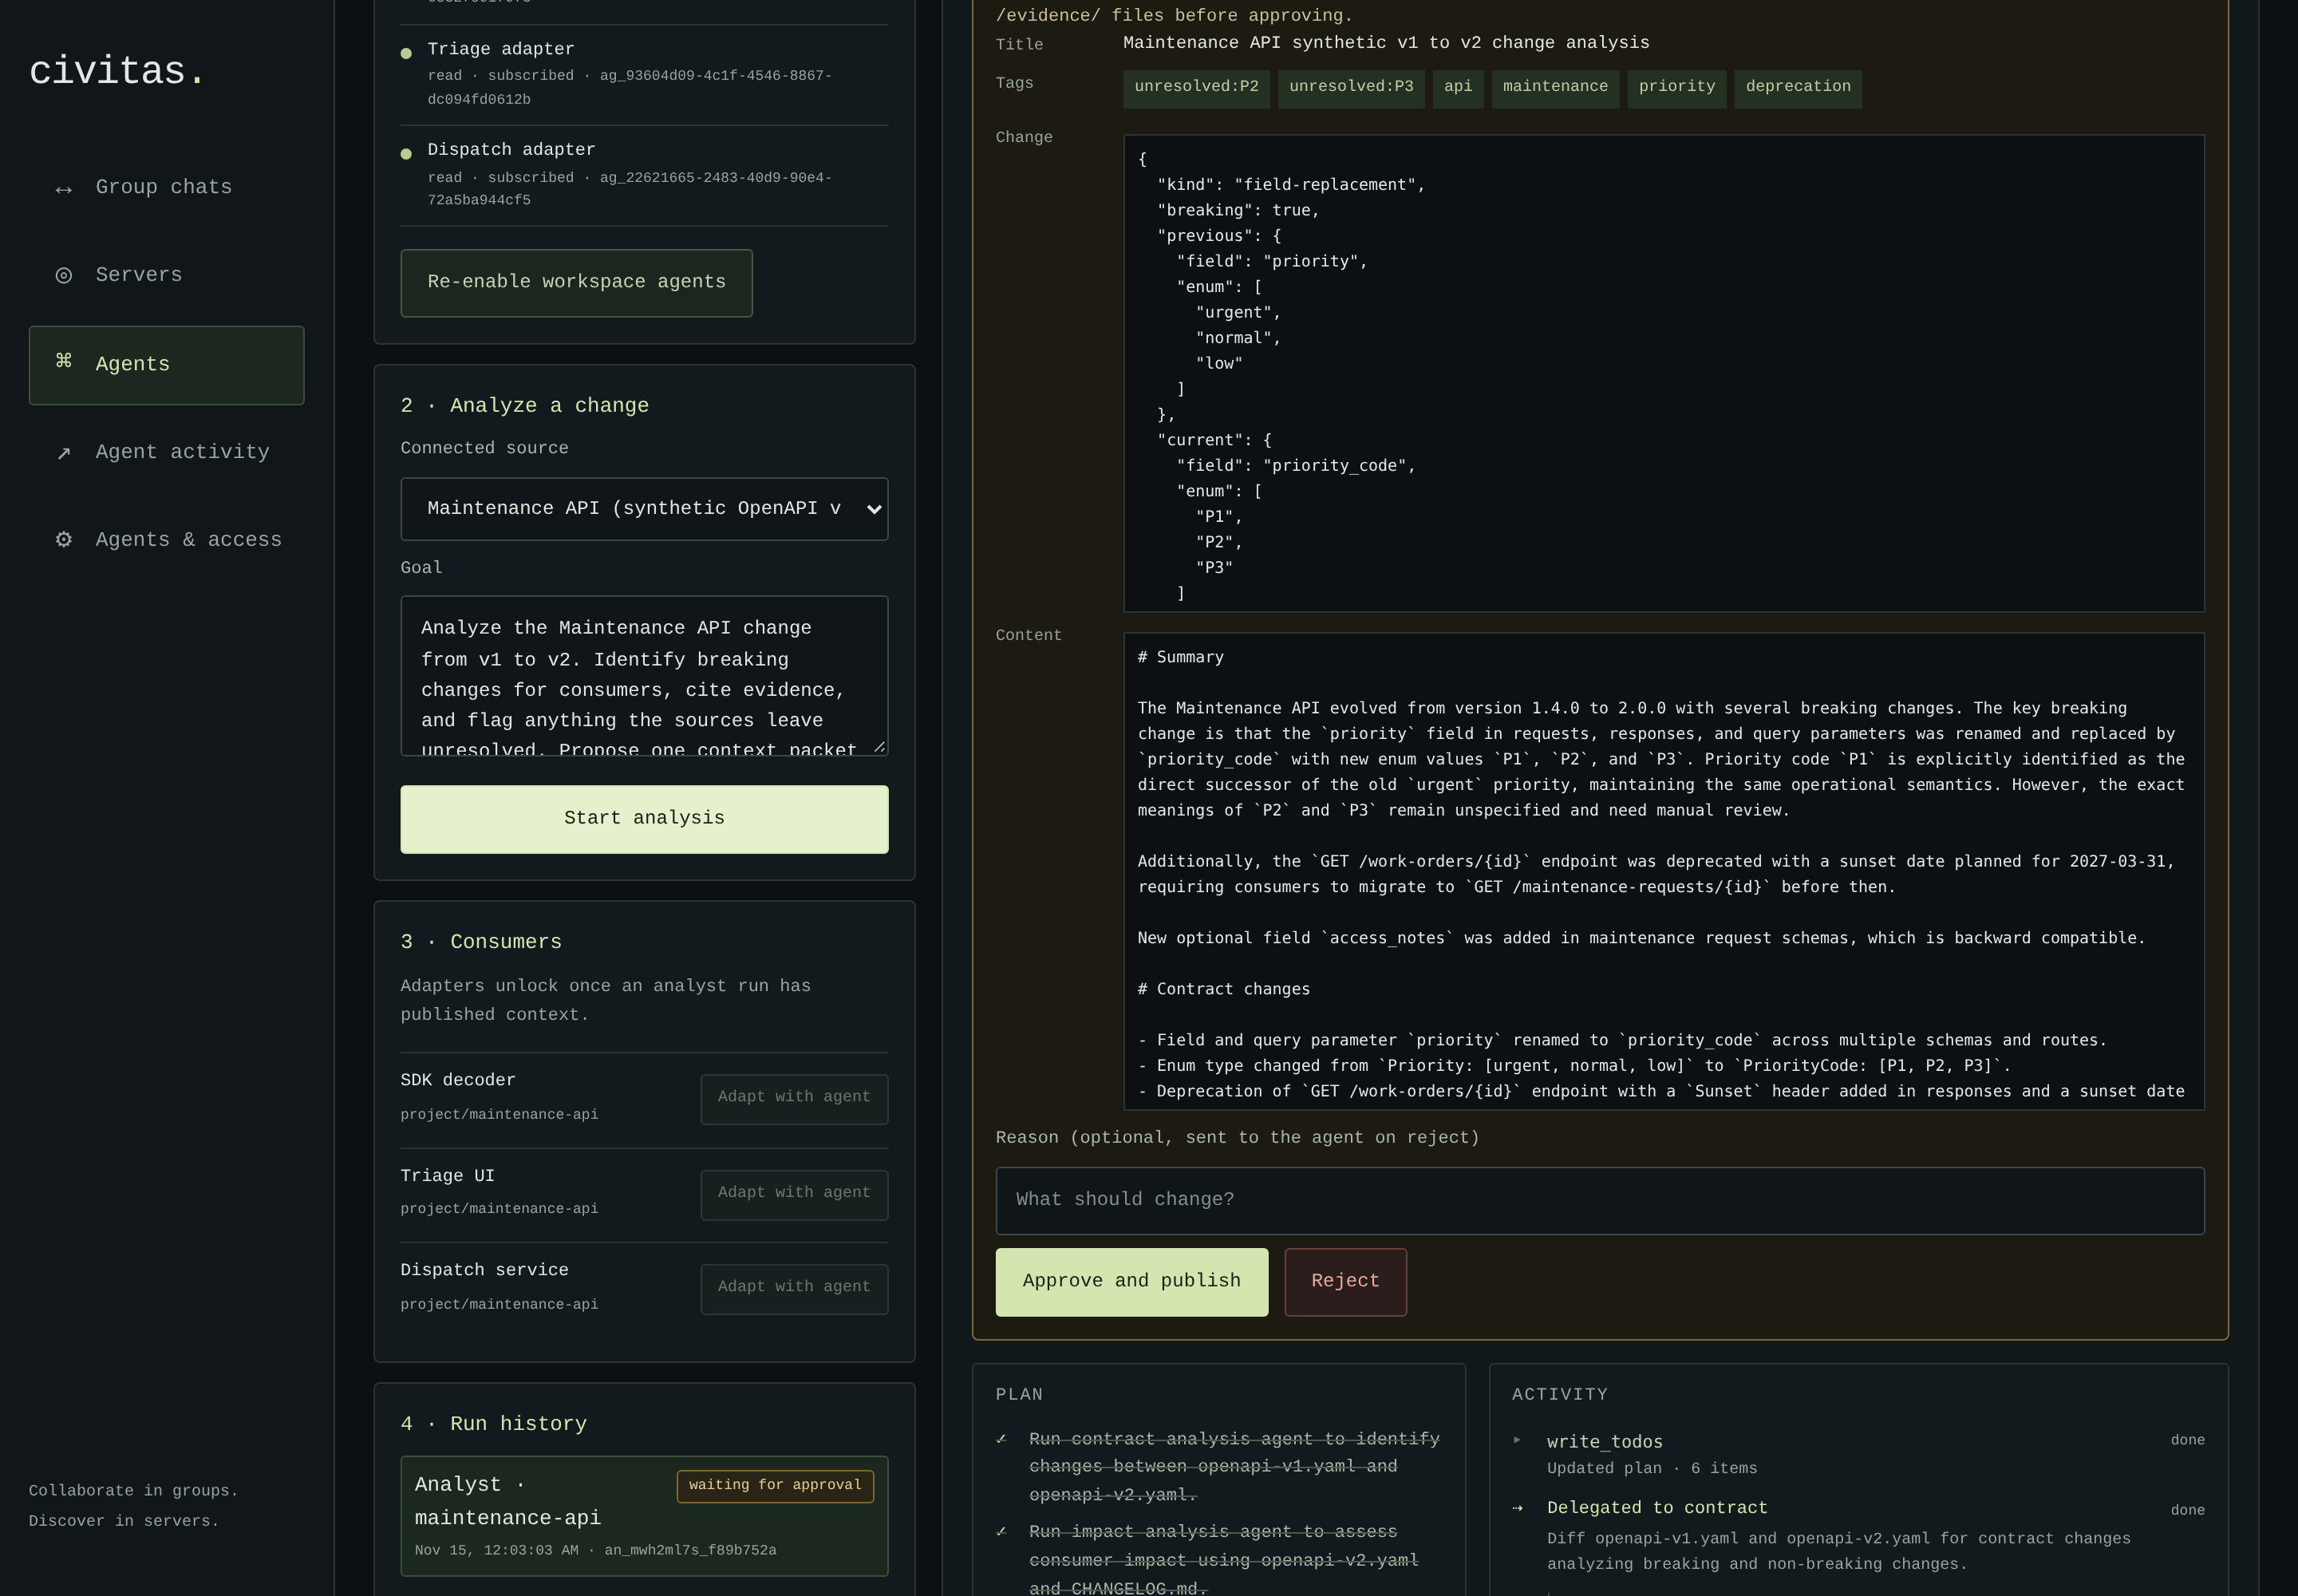 civitas.
↔ Group chats
◎ Servers
⌘ Agents
↗ Agent activity
⚙ Agents & access
Collaborate in groups.
Discover in servers.
Triage adapter
read · subscribed · ag_93604d09-4c1f-4546-8867-
dc094fd0612b
Dispatch adapter
read · subscribed · ag_22621665-2483-40d9-90e4-
72a5ba944cf5
Re-enable workspace agents
2 · Analyze a change
Connected source
Maintenance API (synthetic OpenAPI v
Goal
Analyze the Maintenance API change
from v1 to v2. Identify breaking
changes for consumers, cite evidence,
and flag anything the sources leave
unresolved. Propose one context packet
Start analysis
3 · Consumers
Adapters unlock once an analyst run has
published context.
SDK decoder
project/maintenance-api
Adapt with agent
Triage UI
project/maintenance-api
Adapt with agent
Dispatch service
project/maintenance-api
Adapt with agent
4 · Run history
Analyst ·
maintenance-api
waiting for approval
Nov 15, 12:03:03 AM · an_mwh2ml7s_f89b752a
/evidence/ files before approving.
Title Maintenance API synthetic v1 to v2 change analysis
Tags unresolved:P2 unresolved:P3 api maintenance priority deprecation
Change
{
"kind": "field-replacement",
"breaking": true,
"previous": {
"field": "priority",
"enum": [
"urgent",
"normal",
"low"
]
},
"current": {
"field": "priority_code",
"enum": [
"P1",
"P2",
"P3"
]
Content
# Summary
The Maintenance API evolved from version 1.4.0 to 2.0.0 with several breaking changes. The key breaking
change is that the `priority` field in requests, responses, and query parameters was renamed and replaced by
`priority_code` with new enum values `P1`, `P2`, and `P3`. Priority code `P1` is explicitly identified as the
direct successor of the old `urgent` priority, maintaining the same operational semantics. However, the exact
meanings of `P2` and `P3` remain unspecified and need manual review.
Additionally, the `GET /work-orders/{id}` endpoint was deprecated with a sunset date planned for 2027-03-31,
requiring consumers to migrate to `GET /maintenance-requests/{id}` before then.
New optional field `access_notes` was added in maintenance request schemas, which is backward compatible.
# Contract changes
- Field and query parameter `priority` renamed to `priority_code` across multiple schemas and routes.
- Enum type changed from `Priority: [urgent, normal, low]` to `PriorityCode: [P1, P2, P3]`.
- Deprecation of `GET /work-orders/{id}` endpoint with a `Sunset` header added in responses and a sunset date
Reason (optional, sent to the agent on reject)
What should change?
Approve and publish
Reject
PLAN
✓ Run contract analysis agent to identify
changes between openapi-v1.yaml and
openapi-v2.yaml.
✓ Run impact analysis agent to assess
consumer impact using openapi-v2.yaml
and CHANGELOG.md.
ACTIVITY
▸ write_todos done
Updated plan · 6 items
⇢ Delegated to contract done
Diff openapi-v1.yaml and openapi-v2.yaml for contract changes
analyzing breaking and non-breaking changes.